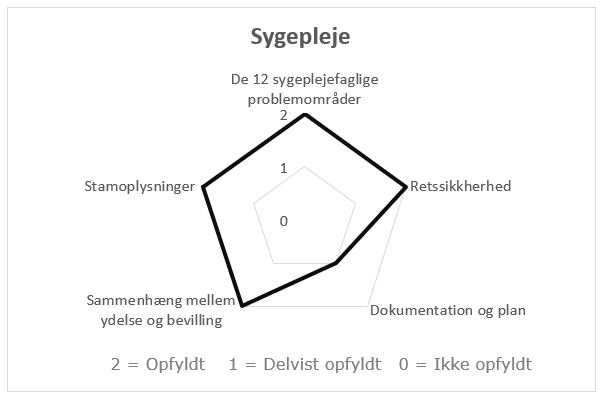 Sygepleje
De 12 sygeplejefaglige
problemområder
2
1
0
Stamoplysninger
Retssikkherhed
Sammenhæng mellem
ydelse og bevilling
Dokumentation og plan
2 = Opfyldt 1 = Delvist opfyldt 0 = Ikke opfyldt